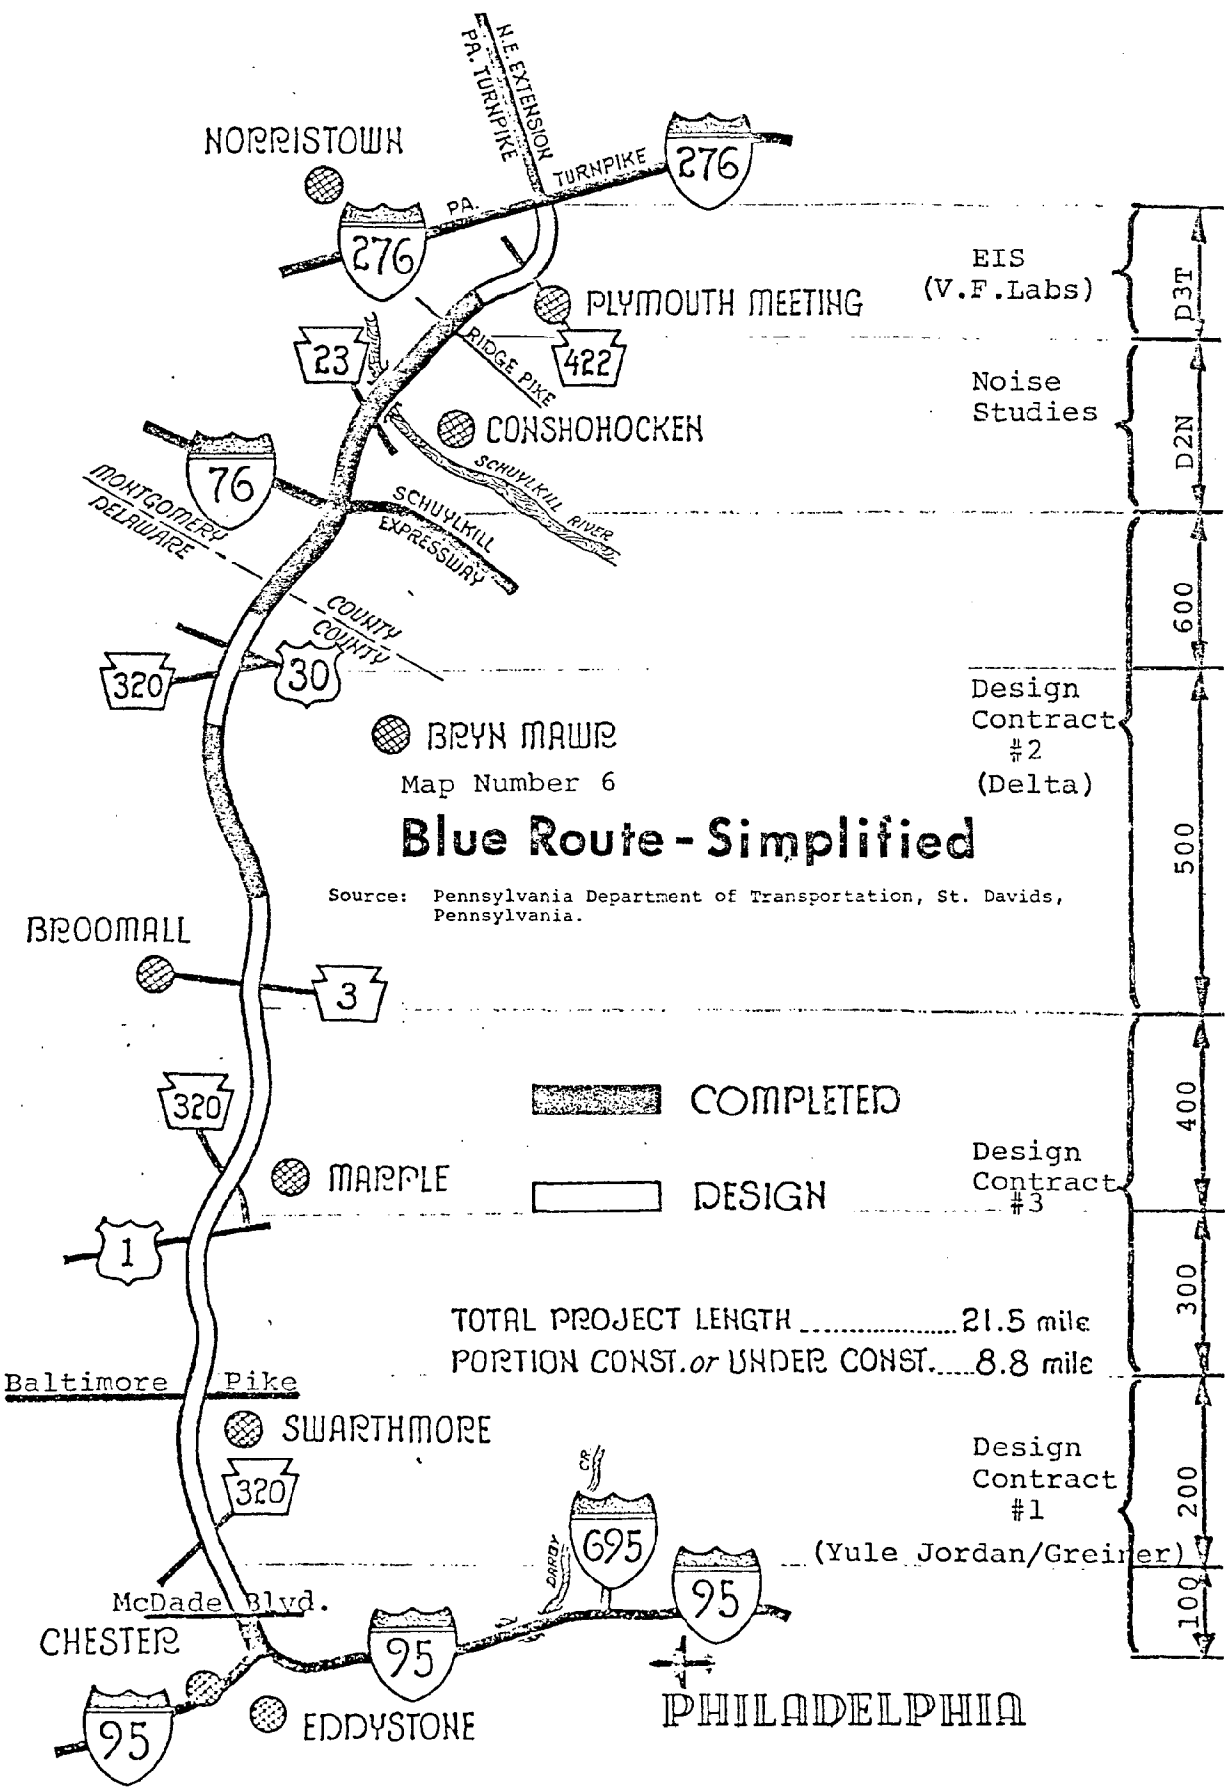 N.E. EXTENSION
PA. TURNPIKE
NORRISTOWN
PA. TURNPIKE
276
276
EIS
(V.F.Labs)
D3T
PLYMOUTH MEETING
23
RIDGE PIKE
422
Noise
Studies
D2N
CONSHOHOCKEN
76
SCHUYLKILL RIVER
SCHUYLKILL
EXPRESSWAY
MONTGOMERY COUNTY
DELAWARE COUNTY
600
320
30
Design
Contract
#2
(Delta)
BRYN MAWR
Map Number 6
Blue Route - Simplified
500
Source: Pennsylvania Department of Transportation, St. Davids,
Pennsylvania.
BROOMALL
3
320
COMPLETED
400
MARPLE
DESIGN
Design
Contract
#3
1
300
TOTAL PROJECT LENGTH ................ 21.5 mile
PORTION CONST. or UNDER CONST. ..... 8.8 mile
Baltimore Pike
SWARTHMORE
320
Design
Contract
#1
(Yule Jordan/Greiner)
200
DARBY CR.
695
95
100
McDade Blvd.
CHESTER
95
95
EDDYSTONE
PHILADELPHIA